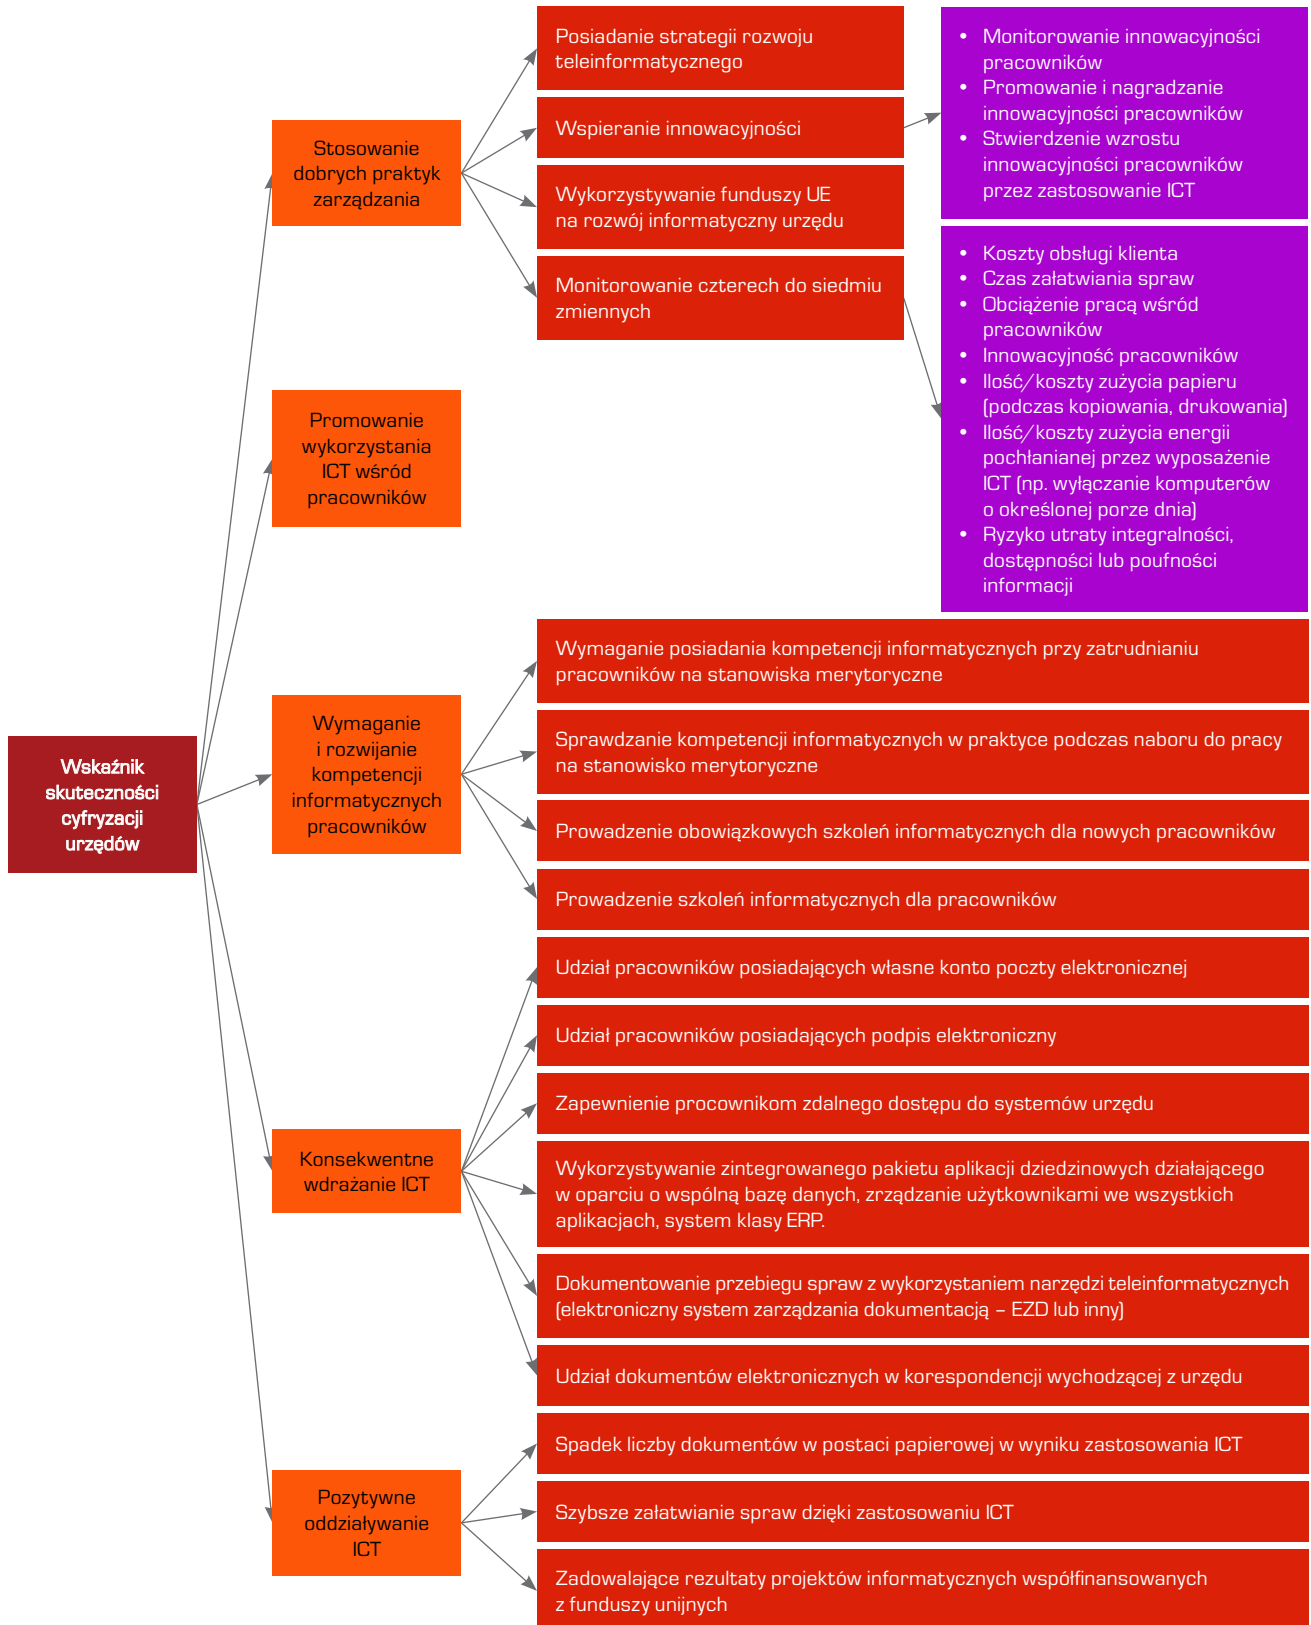 Wskaźnik
skuteczności
cyfryzacji
urzędów
Stosowanie
dobrych praktyk
zarządzania
Posiadanie strategii rozwoju
teleinformatycznego
Wspieranie innowacyjności
Wykorzystywanie funduszy UE
na rozwój informatyczny urzędu
Monitorowanie czterech do siedmiu
zmiennych
• Monitorowanie innowacyjności
pracowników
• Promowanie i nagradzanie
innowacyjności pracowników
• Stwierdzenie wzrostu
innowacyjności pracowników
przez zastosowanie ICT
• Koszty obsługi klienta
• Czas załatwiania spraw
• Obciążenie pracą wśród
pracowników
• Innowacyjność pracowników
• Ilość/koszty zużycia papieru
(podczas kopiowania, drukowania)
• Ilość/koszty zużycia energii
pochłanianej przez wyposażenie
ICT (np. wyłączanie komputerów
o określonej porze dnia)
• Ryzyko utraty integralności,
dostępności lub poufności
informacji
Promowanie
wykorzystania
ICT wśród
pracowników
Wymaganie
i rozwijanie
kompetencji
informatycznych
pracowników
Wymaganie posiadania kompetencji informatycznych przy zatrudnianiu
pracowników na stanowiska merytoryczne
Sprawdzanie kompetencji informatycznych w praktyce podczas naboru do pracy
na stanowisko merytoryczne
Prowadzenie obowiązkowych szkoleń informatycznych dla nowych pracowników
Prowadzenie szkoleń informatycznych dla pracowników
Konsekwentne
wdrażanie ICT
Udział pracowników posiadających własne konto poczty elektronicznej
Udział pracowników posiadających podpis elektroniczny
Zapewnienie procownikom zdalnego dostępu do systemów urzędu
Wykorzystywanie zintegrowanego pakietu aplikacji dziedzinowych działającego
w oparciu o wspólną bazę danych, zrządzanie użytkownikami we wszystkich
aplikacjach, system klasy ERP.
Dokumentowanie przebiegu spraw z wykorzystaniem narzędzi teleinformatycznych
(elektroniczny system zarządzania dokumentacją – EZD lub inny)
Udział dokumentów elektronicznych w korespondencji wychodzącej z urzędu
Pozytywne
oddziaływanie
ICT
Spadek liczby dokumentów w postaci papierowej w wyniku zastosowania ICT
Szybsze załatwianie spraw dzięki zastosowaniu ICT
Zadowalające rezultaty projektów informatycznych współfinansowanych
z funduszy unijnych